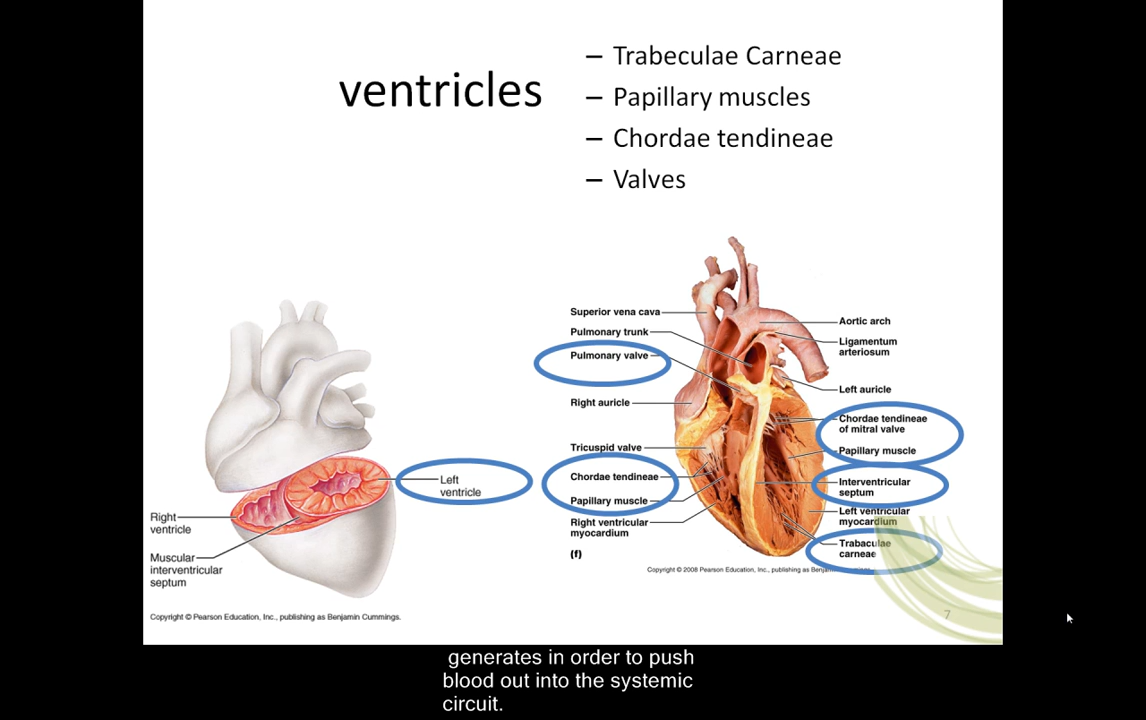 ventricles
– Trabeculae Carneae
– Papillary muscles
– Chordae tendineae
– Valves
Left
ventricle
Right
ventricle
Muscular
interventricular
septum
Copyright © Pearson Education, Inc., publishing as Benjamin Cummings.
Superior vena cava
Pulmonary trunk
Pulmonary valve
Right auricle
Tricuspid valve
Chordae tendineae
Papillary muscle
Right ventricular
myocardium
(f)
Aortic arch
Ligamentum
arteriosum
Left auricle
Chordae tendineae
of mitral valve
Papillary muscle
Interventricular
septum
Left ventricular
myocardium
Trabaculae
carneae
Copyright © 2008 Pearson Education, Inc., publishing as
7
generates in order to push
blood out into the systemic
circuit.